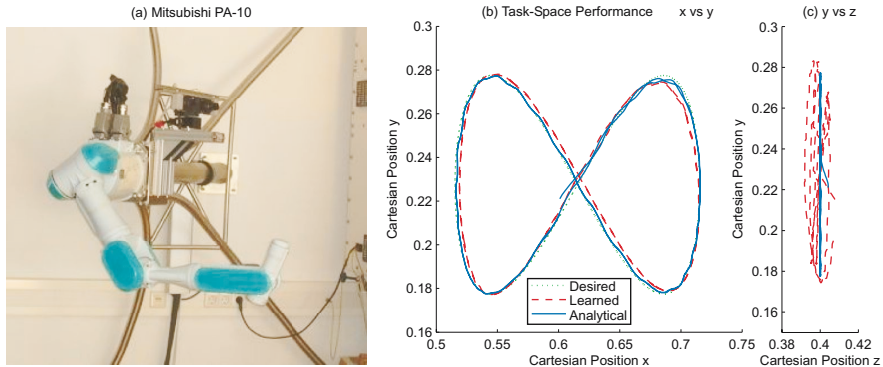 (a) Mitsubishi PA-10
(b) Task-Space Performance x vs y
(c) y vs z
Cartesian Position y
0.3
0.28
0.26
0.24
0.22
0.2
0.18
0.16
0.5
0.55
0.6
0.65
0.7
0.75
Cartesian Position x
Desired
Learned
Analytical
Cartesian Position y
0.3
0.28
0.26
0.24
0.22
0.2
0.18
0.16
0.38
0.4
0.42
Cartesian Position z